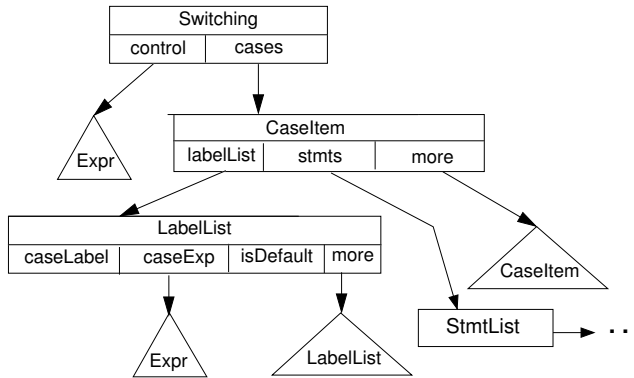 Switching
control cases
Expr
CaseItem
labelList stmts more
LabelList
caseLabel caseExp isDefault more
CaseItem
StmtList . .
Expr
LabelList